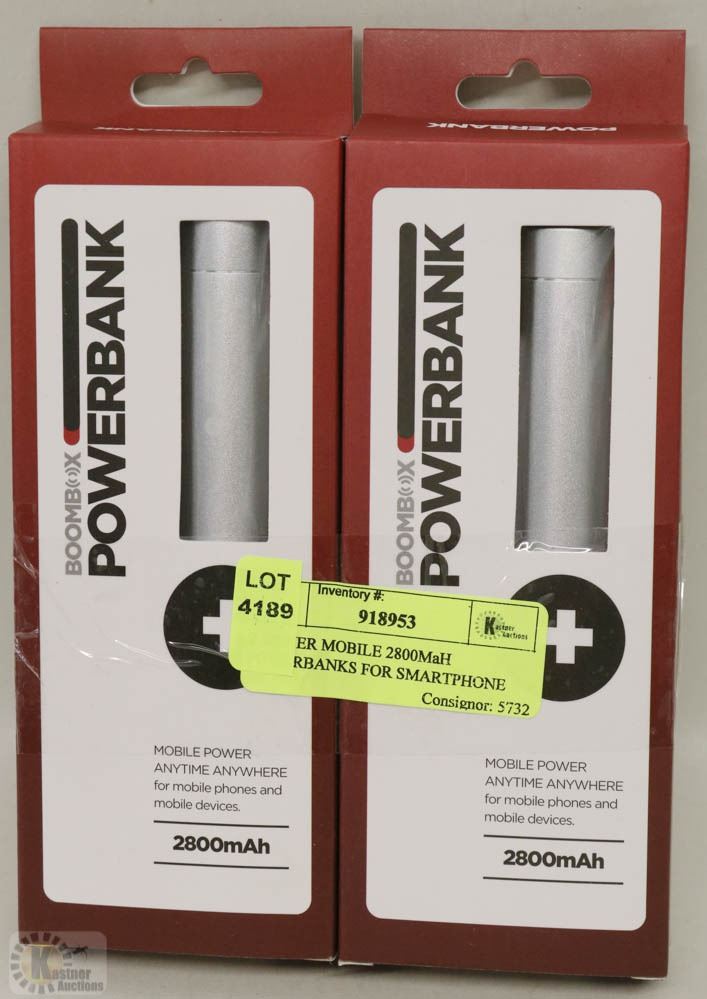 POWERBANK
BOOMBOX
POWERBANK
MOBILE POWER
ANYTIME ANYWHERE
for mobile phones and
mobile devices.
2800mAh
POWERBANK
BOOMBOX
POWERBANK
MOBILE POWER
ANYTIME ANYWHERE
for mobile phones and
mobile devices.
2800mAh
LOT
4189
Inventory #:
918953
Kastner
Auctions
ER MOBILE 2800MaH
RBANKS FOR SMARTPHONE
Consignor: 5732
Kastner
Auctions